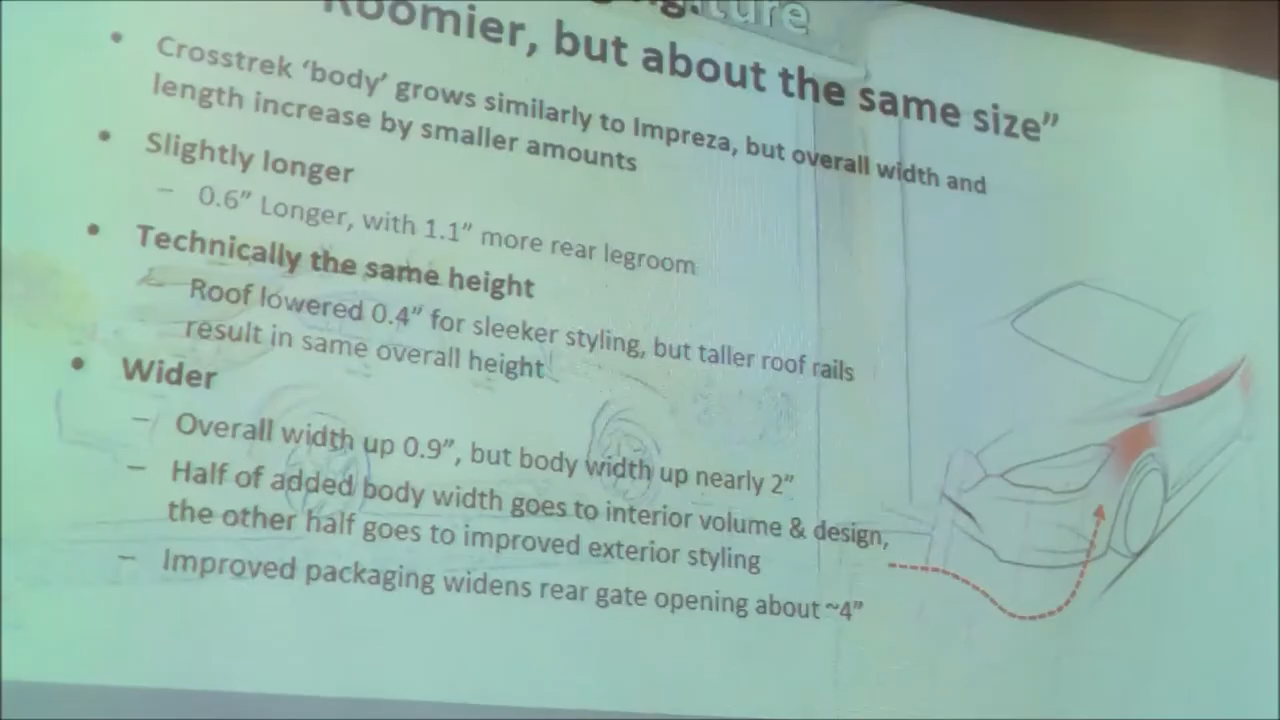 Roomier, but about the same size”
• Crosstrek ‘body’ grows similarly to Impreza, but overall width and
length increase by smaller amounts
• Slightly longer
– 0.6” Longer, with 1.1” more rear legroom
• Technically the same height
– Roof lowered 0.4” for sleeker styling, but taller roof rails
result in same overall height
• Wider
– Overall width up 0.9”, but body width up nearly 2”
– Half of added body width goes to interior volume & design,
the other half goes to improved exterior styling
– Improved packaging widens rear gate opening about ~4”